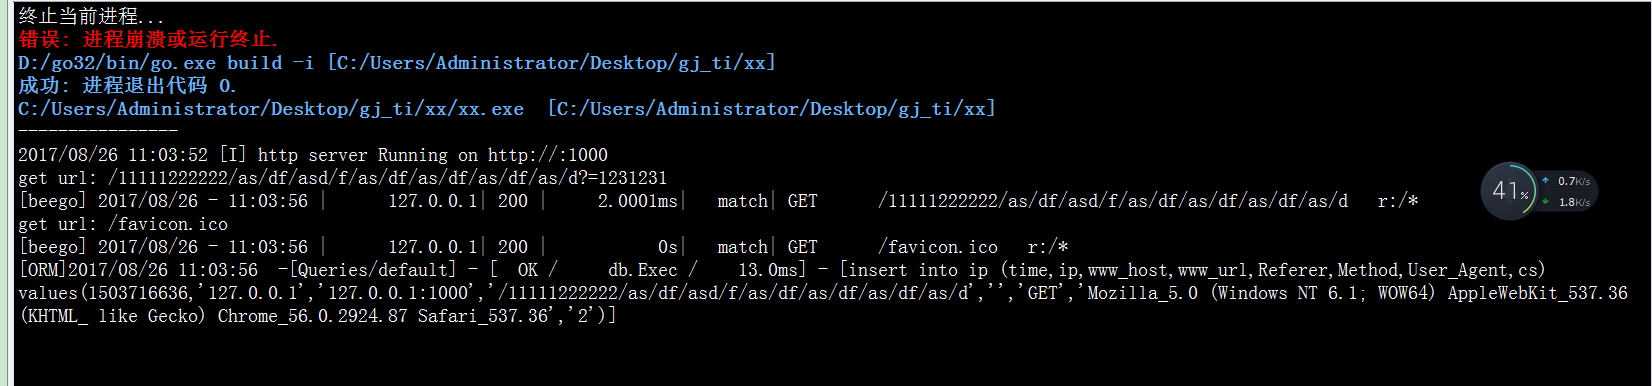 终止当前进程...
错误: 进程崩溃或运行终止.
D:/go32/bin/go.exe build -i [C:/Users/Administrator/Desktop/gj_ti/xx]
成功: 进程退出代码 0.
C:/Users/Administrator/Desktop/gj_ti/xx/xx.exe  [C:/Users/Administrator/Desktop/gj_ti/xx]
----------------
2017/08/26 11:03:52 [I] http server Running on http://:1000
get url: /11111222222/as/df/asd/f/as/df/as/df/as/df/as/d?=1231231
[beego] 2017/08/26 - 11:03:56 |      127.0.0.1| 200 |     2.0001ms|   match| GET      /11111222222/as/df/asd/f/as/df/as/df/as/df/as/d   r:/*
get url: /favicon.ico
[beego] 2017/08/26 - 11:03:56 |      127.0.0.1| 200 |           0s|   match| GET      /favicon.ico   r:/*
[ORM]2017/08/26 11:03:56  -[Queries/default] - [  OK /     db.Exec /    13.0ms] - [insert into ip (time,ip,www_host,www_url,Referer,Method,User_Agent,cs)
values(1503716636,'127.0.0.1','127.0.0.1:1000','/11111222222/as/df/asd/f/as/df/as/df/as/df/as/d','','GET','Mozilla_5.0 (Windows NT 6.1; WOW64) AppleWebKit_537.36
(KHTML_ like Gecko) Chrome_56.0.2924.87 Safari_537.36','2')]
41%
↑ 0.7K/s
↓ 1.8K/s